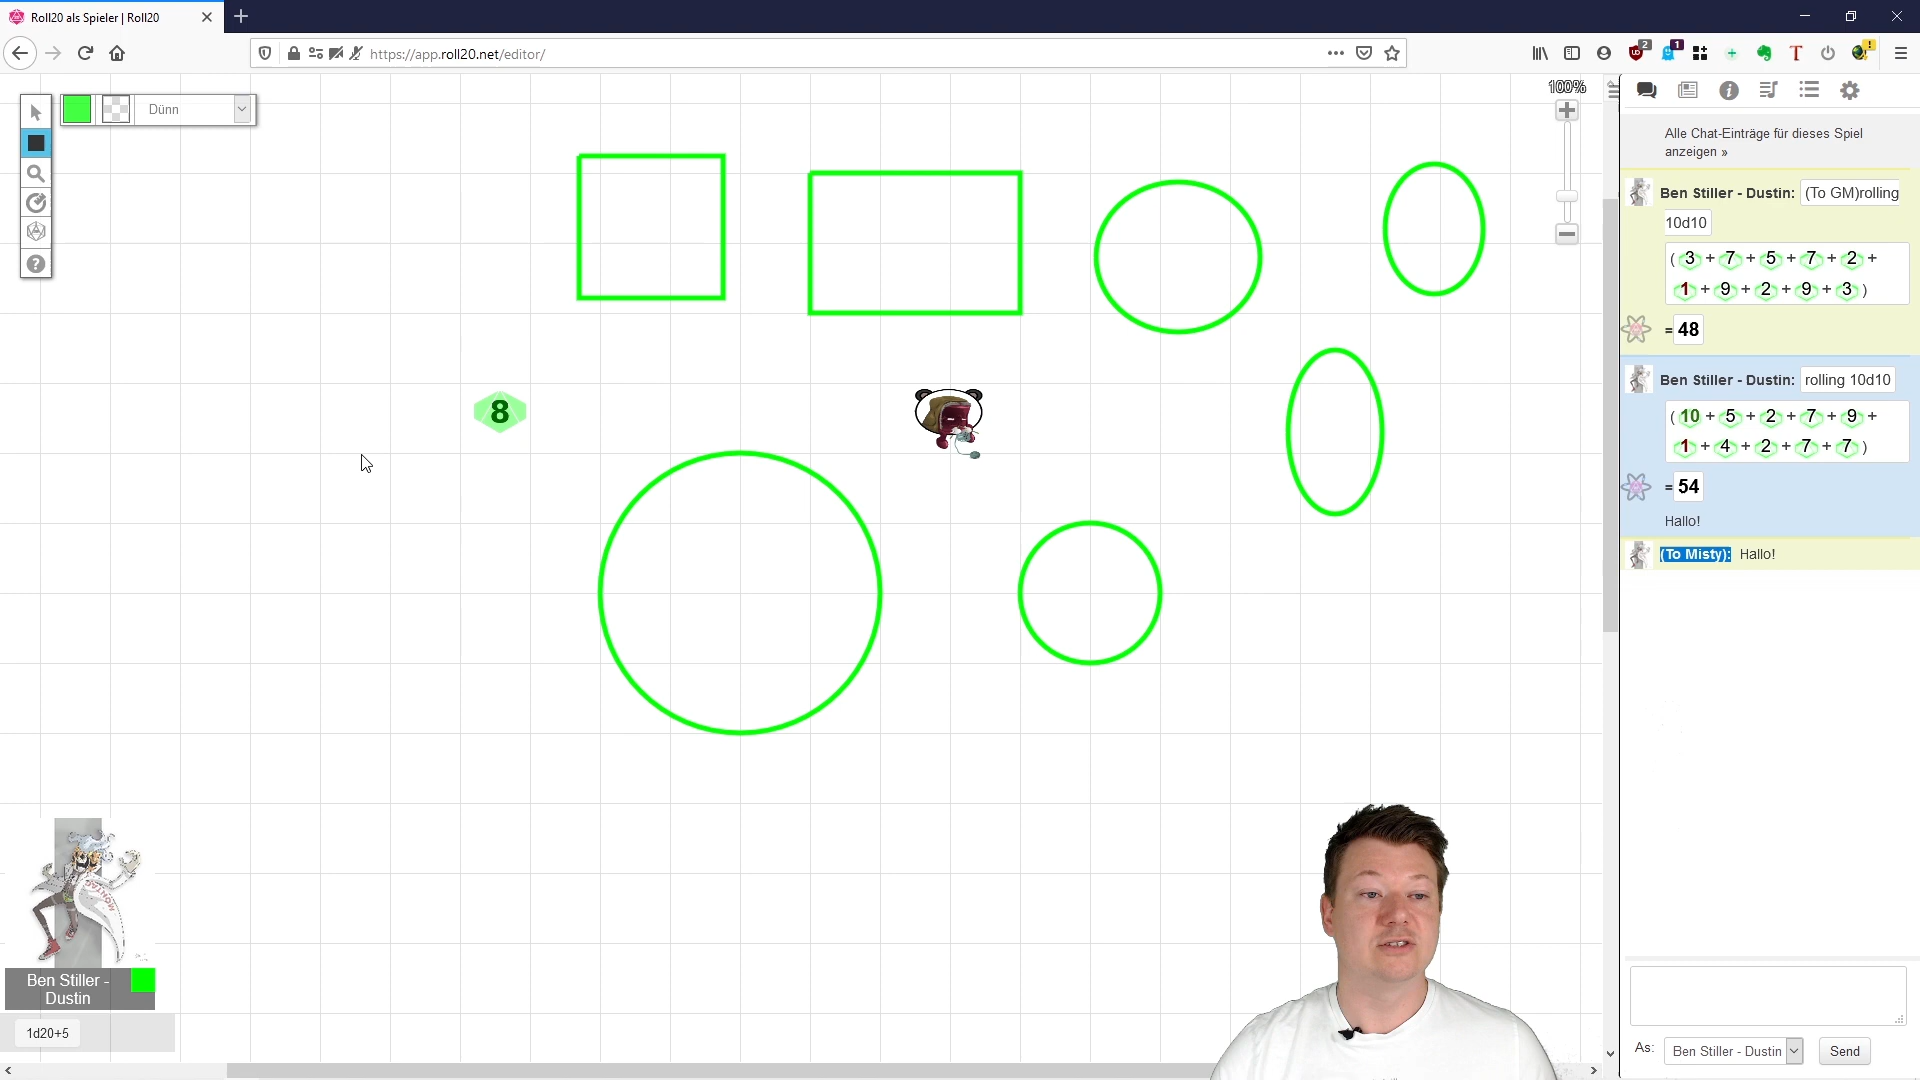 Roll20 als Spieler | Roll20
https://app.roll20.net/editor/
2
1
!
Dünn
100%
8
Alle Chat-Einträge für dieses Spiel
anzeigen »
Ben Stiller - Dustin: (To GM)rolling
10d10
( 3 + 7 + 5 + 7 + 2 +
1 + 9 + 2 + 9 + 3 )
= 48
Ben Stiller - Dustin: rolling 10d10
( 10 + 5 + 2 + 7 + 9 +
1 + 4 + 2 + 7 + 7 )
= 54
Hallo!
(To Misty): Hallo!
MONTAG
Ben Stiller -
Dustin
1d20+5
As: Ben Stiller - Dustin
Send